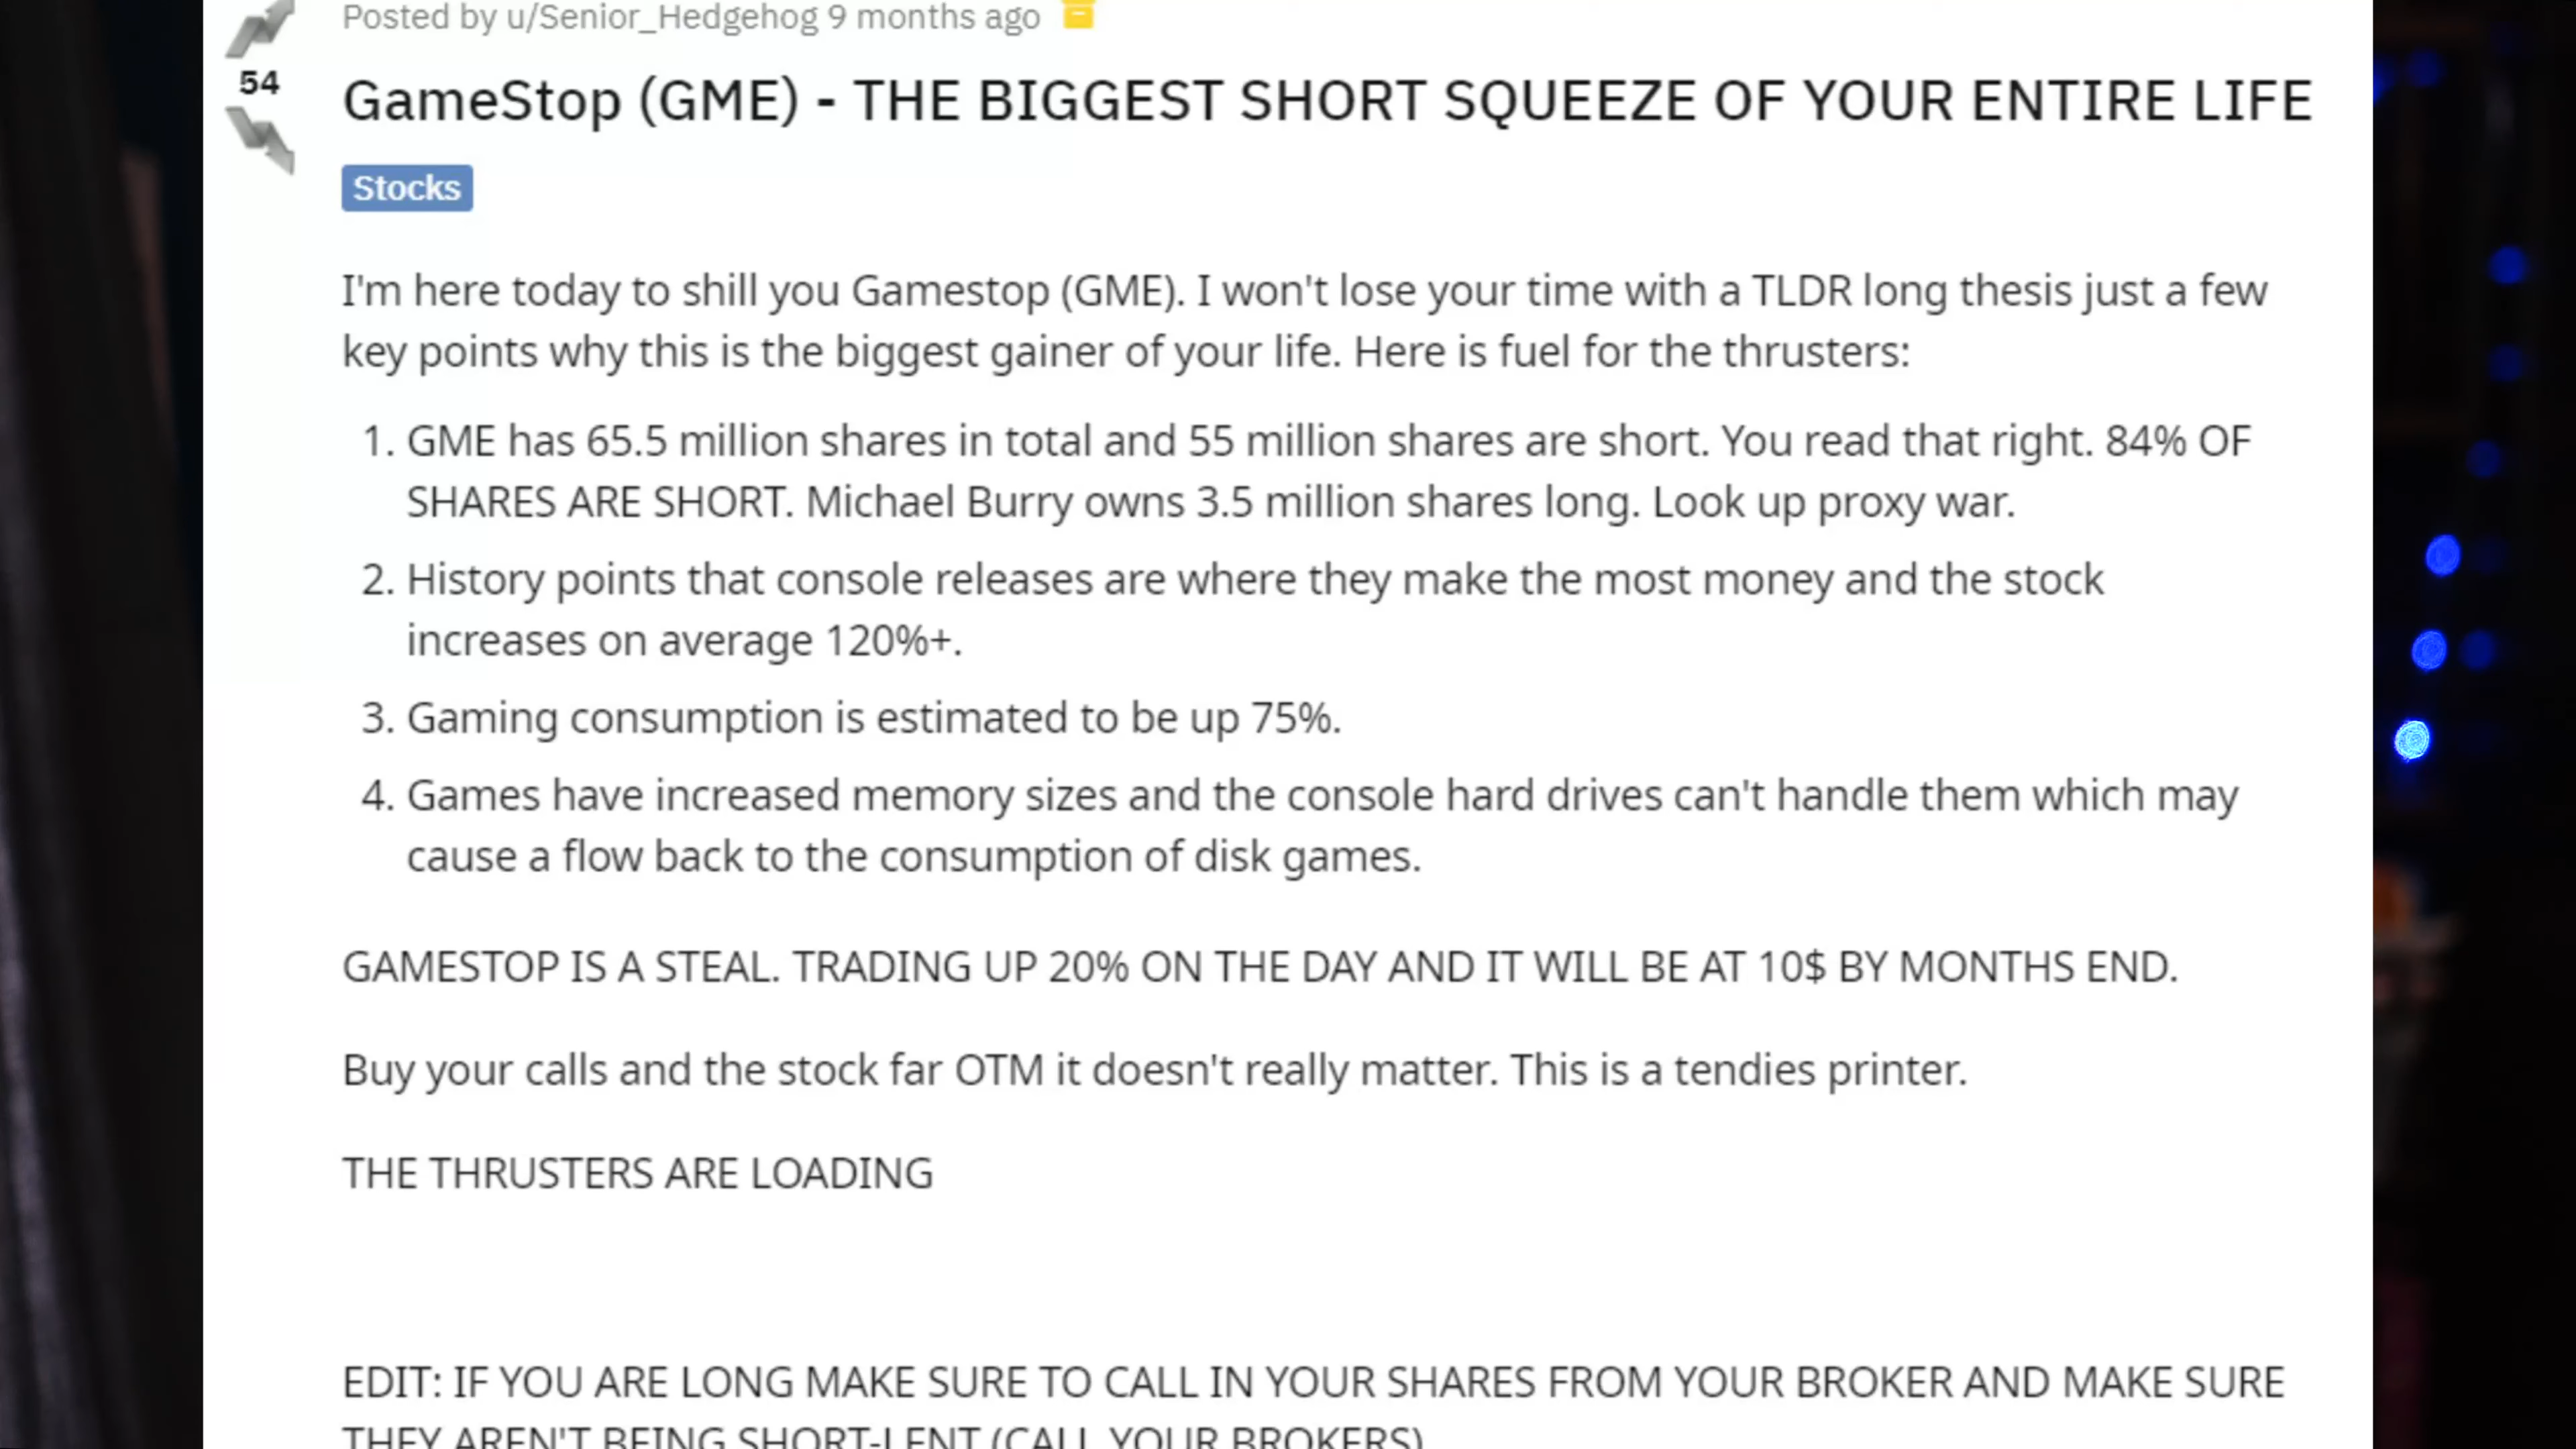 Posted by u/Senior_Hedgehog 9 months ago
54
GameStop (GME) - THE BIGGEST SHORT SQUEEZE OF YOUR ENTIRE LIFE
Stocks
I'm here today to shill you Gamestop (GME). I won't lose your time with a TLDR long thesis just a few
key points why this is the biggest gainer of your life. Here is fuel for the thrusters:
1. GME has 65.5 million shares in total and 55 million shares are short. You read that right. 84% OF
SHARES ARE SHORT. Michael Burry owns 3.5 million shares long. Look up proxy war.
2. History points that console releases are where they make the most money and the stock
increases on average 120%+.
3. Gaming consumption is estimated to be up 75%.
4. Games have increased memory sizes and the console hard drives can't handle them which may
cause a flow back to the consumption of disk games.
GAMESTOP IS A STEAL. TRADING UP 20% ON THE DAY AND IT WILL BE AT 10$ BY MONTHS END.
Buy your calls and the stock far OTM it doesn't really matter. This is a tendies printer.
THE THRUSTERS ARE LOADING
EDIT: IF YOU ARE LONG MAKE SURE TO CALL IN YOUR SHARES FROM YOUR BROKER AND MAKE SURE
THEY AREN'T BEING SHORT-LENT (CALL YOUR BROKERS)